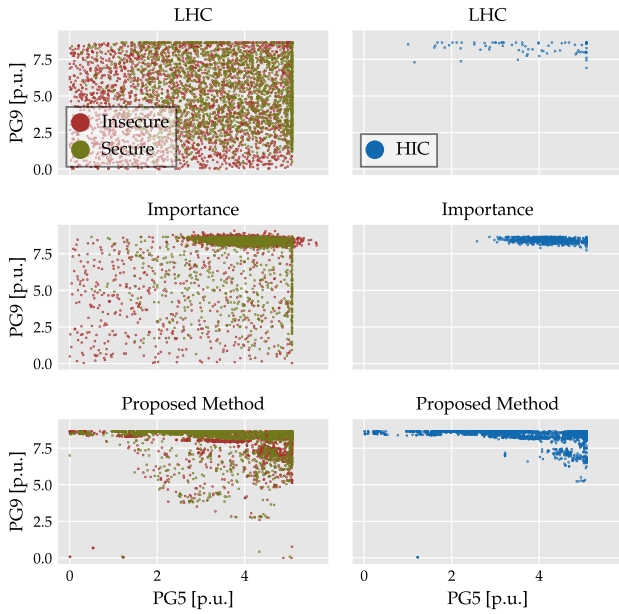 LHC
LHC
PG9 [p.u.]
7.5
5.0
2.5
0.0
Insecure
Secure
HIC
Importance
Importance
PG9 [p.u.]
7.5
5.0
2.5
0.0
Proposed Method
Proposed Method
PG9 [p.u.]
7.5
5.0
2.5
0.0
0 2 4
0 2 4
PG5 [p.u.]
PG5 [p.u.]